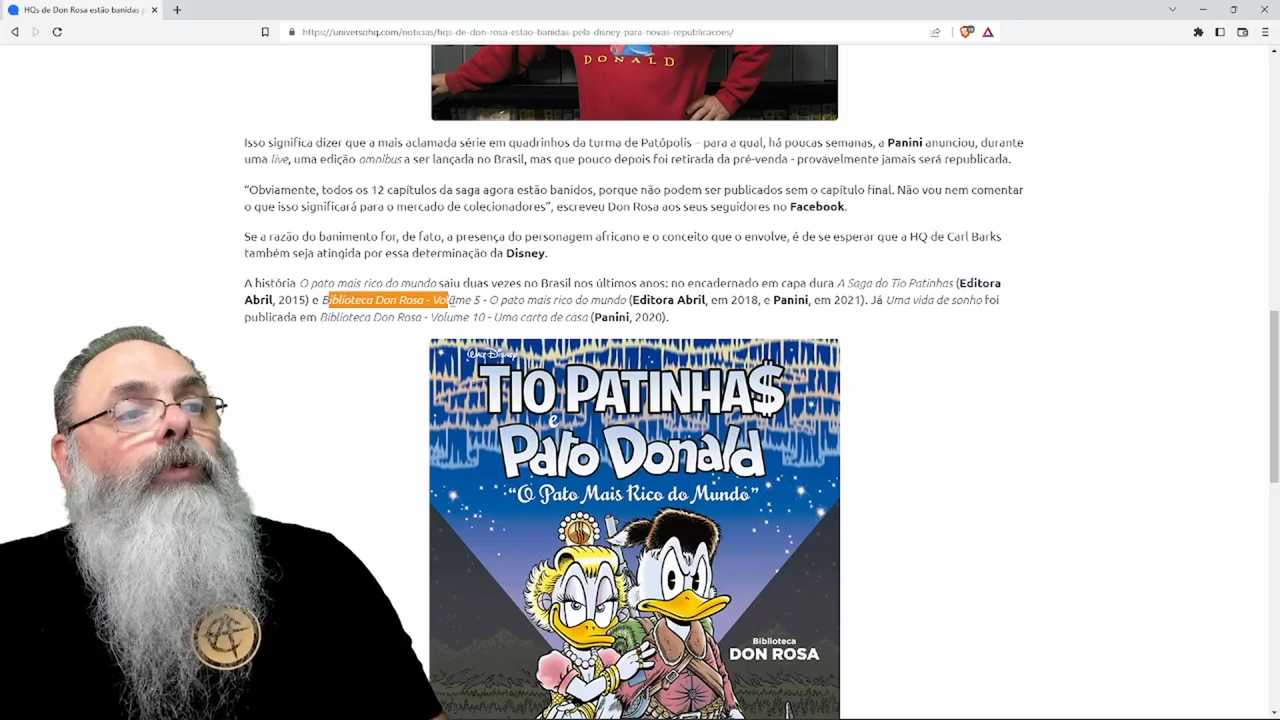 HQs de Don Rosa estão banidas p
https://universohq.com/noticias/hqs-de-don-rosa-estao-banidas-pela-disney-para-novas-republicacoes/
DONALD
Isso significa dizer que a mais aclamada série em quadrinhos da turma de Patópolis – para a qual, há poucas semanas, a Panini anunciou, durante
uma live, uma edição omnibus a ser lançada no Brasil, mas que pouco depois foi retirada da pré-venda - provavelmente jamais será republicada.
“Obviamente, todos os 12 capítulos da saga agora estão banidos, porque não podem ser publicados sem o capítulo final. Não vou nem comentar
o que isso significará para o mercado de colecionadores”, escreveu Don Rosa aos seus seguidores no Facebook.
Se a razão do banimento for, de fato, a presença do personagem africano e o conceito que o envolve, é de se esperar que a HQ de Carl Barks
também seja atingida por essa determinação da Disney.
A história O pato mais rico do mundo saiu duas vezes no Brasil nos últimos anos: no encadernado em capa dura A Saga do Tio Patinhas (Editora
Abril, 2015) e Biblioteca Don Rosa - Volume 5 - O pato mais rico do mundo (Editora Abril, em 2018, e Panini, em 2021). Já Uma vida de sonho foi
publicada em Biblioteca Don Rosa - Volume 10 - Uma carta de casa (Panini, 2020).
Walt Disney
TIO PATINHA$
e
Pato Donald
“O Pato Mais Rico do Mundo”
Biblioteca
DON ROSA